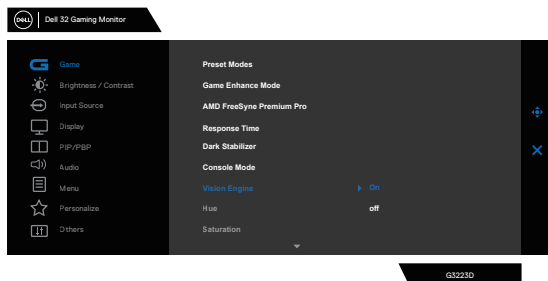 DELL
Dell 32 Gaming Monitor
Game
Brightness / Contrast
Input Source
Display
PIP/PBP
Audio
Menu
Personalize
Others
Preset Modes
Game Enhance Mode
AMD FreeSync Premium Pro
Response Time
Dark Stabilizer
Console Mode
Vision Engine
On
Hue
off
Saturation
G3223D